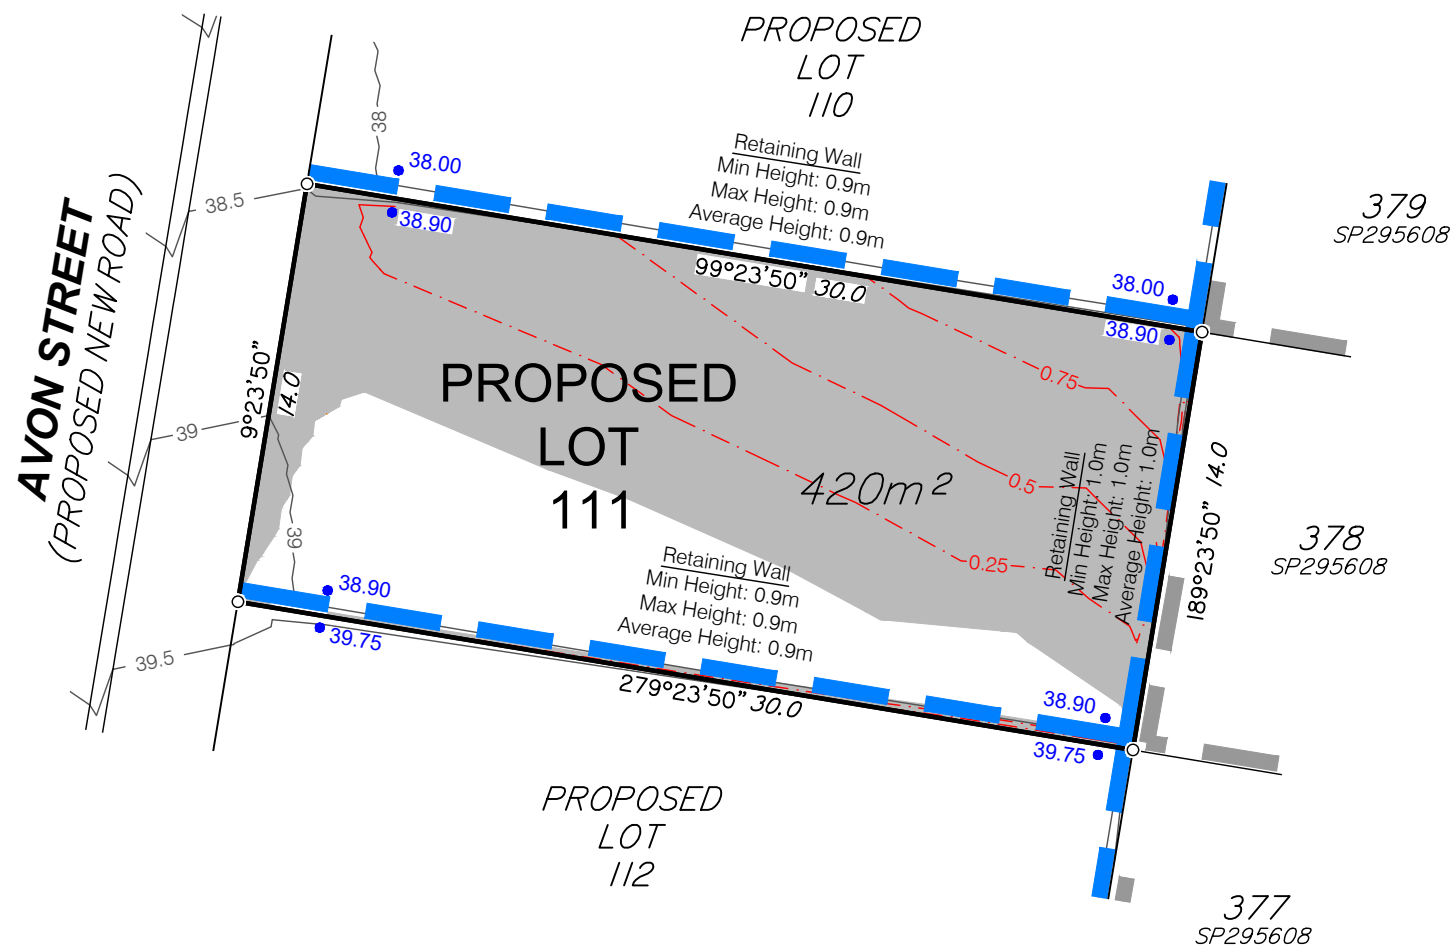 PROPOSED
LOT
110
Retaining Wall
Min Height: 0.9m
Max Height: 0.9m
Average Height: 0.9m
38
38.00
38.90
38.5
379
SP295608
AVON STREET
(PROPOSED NEW ROAD)
99°23'50" 30.0
38.00
38.90
9°23'50"
14.0
PROPOSED
LOT
111
420m²
0.75
0.5
0.25
39
39
Retaining Wall
Min Height: 1.0m
Max Height: 1.0m
Average Height: 1.0m
189°23'50" 14.0
378
SP295608
Retaining Wall
Min Height: 0.9m
Max Height: 0.9m
Average Height: 0.9m
38.90
39.75
39.5
279°23'50" 30.0
38.90
39.75
PROPOSED
LOT
112
377
SP295608